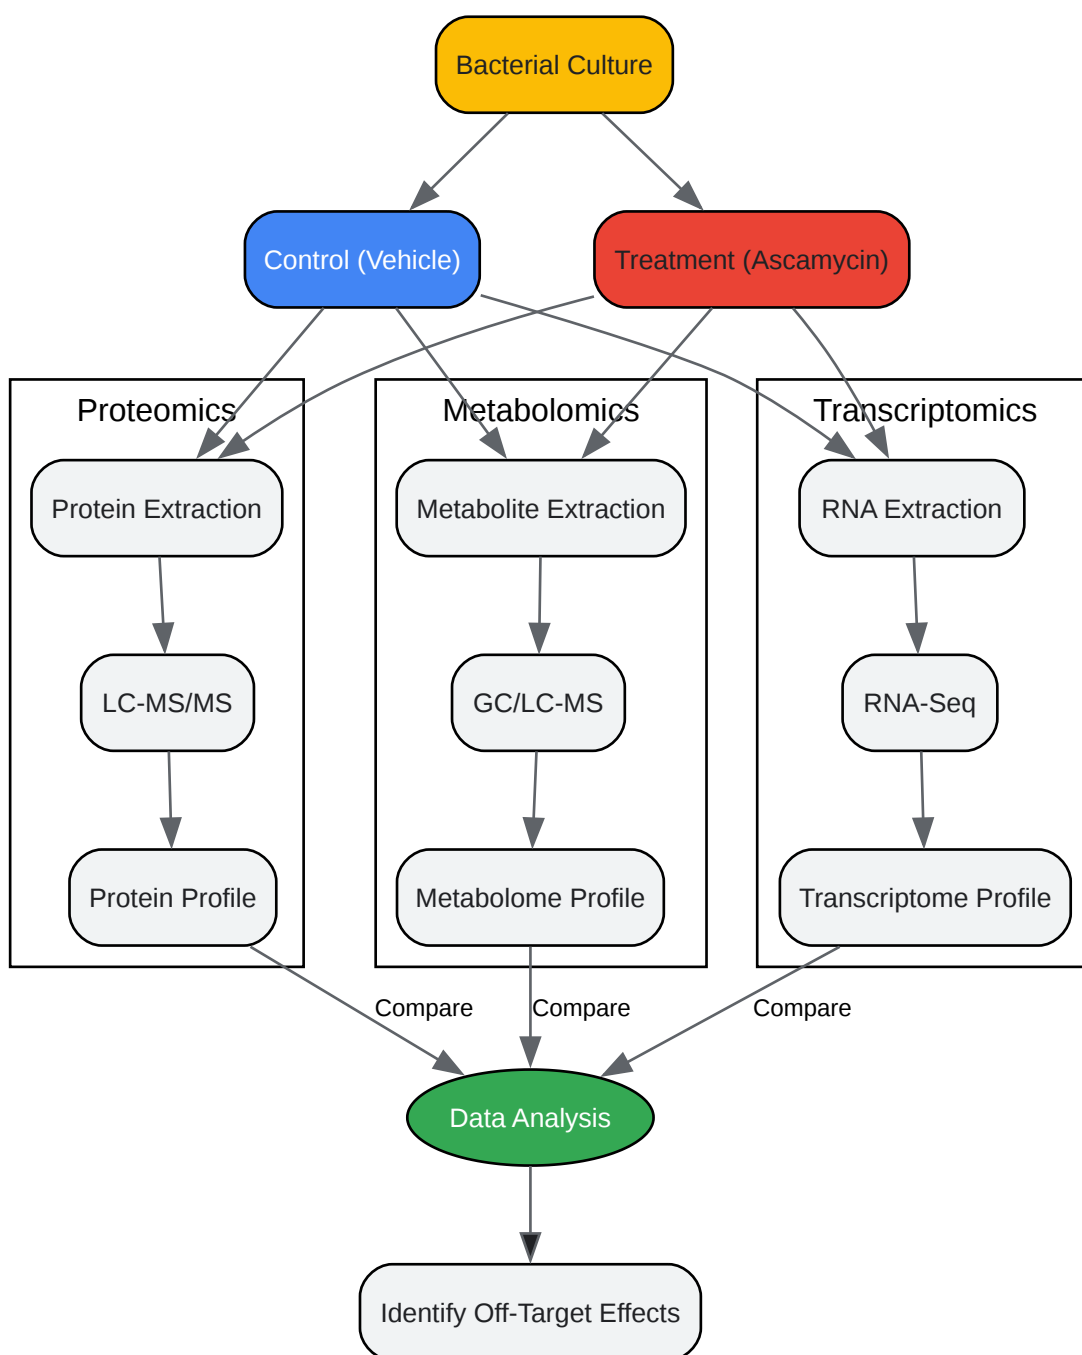 Bacterial Culture
Control (Vehicle)
Treatment (Ascamycin)
Proteomics
Metabolomics
Transcriptomics
Protein Extraction
Metabolite Extraction
RNA Extraction
LC-MS/MS
GC/LC-MS
RNA-Seq
Protein Profile
Metabolome Profile
Transcriptome Profile
Compare
Compare
Compare
Data Analysis
Identify Off-Target Effects